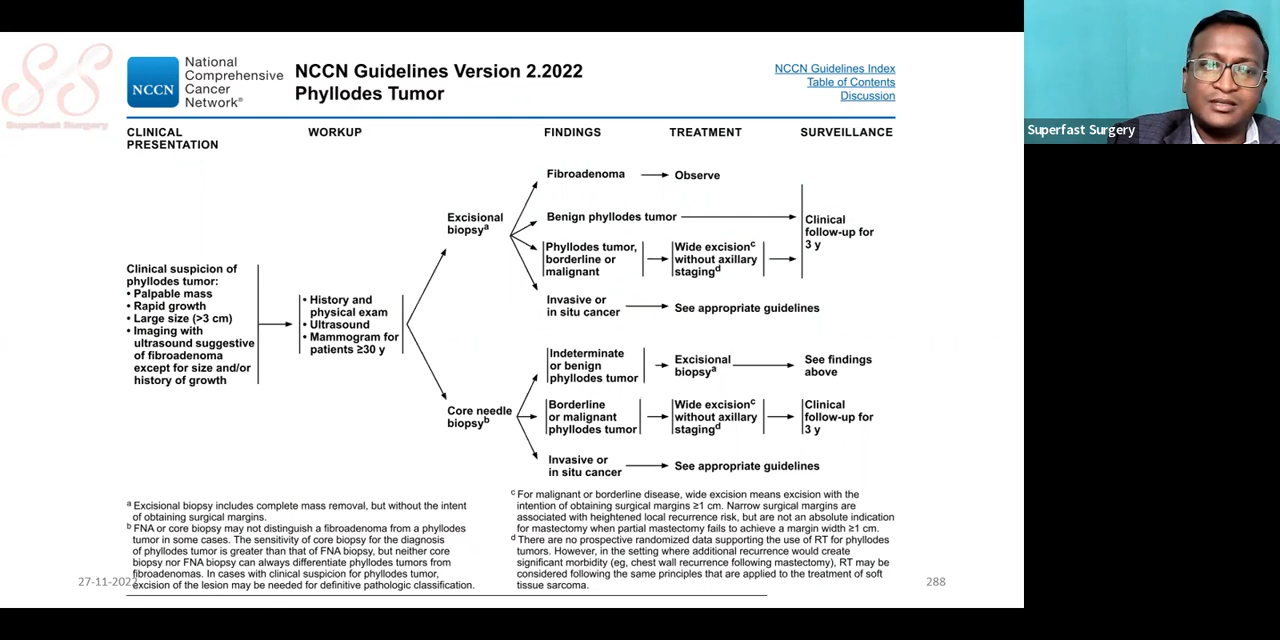 SS
Superfast Surgery
NCCN
National
Comprehensive
Cancer
Network®
NCCN Guidelines Version 2.2022
Phyllodes Tumor
NCCN Guidelines Index
Table of Contents
Discussion
Superfast Surgery
CLINICAL
PRESENTATION
WORKUP
FINDINGS
TREATMENT
SURVEILLANCE
Clinical suspicion of
phyllodes tumor:
• Palpable mass
• Rapid growth
• Large size (>3 cm)
• Imaging with
ultrasound suggestive
of fibroadenoma
except for size and/or
history of growth
• History and
physical exam
• Ultrasound
• Mammogram for
patients ≥30 y
Excisional
biopsya
Fibroadenoma
Observe
Benign phyllodes tumor
Phyllodes tumor,
borderline or
malignant
Wide excisionc
without axillary
stagingd
Clinical
follow-up for
3 y
Invasive or
in situ cancer
See appropriate guidelines
Core needle
biopsyb
Indeterminate
or benign
phyllodes tumor
Excisional
biopsya
See findings
above
Borderline
or malignant
phyllodes tumor
Wide excisionc
without axillary
stagingd
Clinical
follow-up for
3 y
Invasive or
in situ cancer
See appropriate guidelines
a Excisional biopsy includes complete mass removal, but without the intent
of obtaining surgical margins.
b FNA or core biopsy may not distinguish a fibroadenoma from a phyllodes
tumor in some cases. The sensitivity of core biopsy for the diagnosis
of phyllodes tumor is greater than that of FNA biopsy, but neither core
biopsy nor FNA biopsy can always differentiate phyllodes tumors from
fibroadenomas. In cases with clinical suspicion for phyllodes tumor,
excision of the lesion may be needed for definitive pathologic classification.
c For malignant or borderline disease, wide excision means excision with the
intention of obtaining surgical margins ≥1 cm. Narrow surgical margins are
associated with heightened local recurrence risk, but are not an absolute indication
for mastectomy when partial mastectomy fails to achieve a margin width ≥1 cm.
d There are no prospective randomized data supporting the use of RT for phyllodes
tumors. However, in the setting where additional recurrence would create
significant morbidity (eg, chest wall recurrence following mastectomy), RT may be
considered following the same principles that are applied to the treatment of soft
tissue sarcoma.
27-11-2022
288